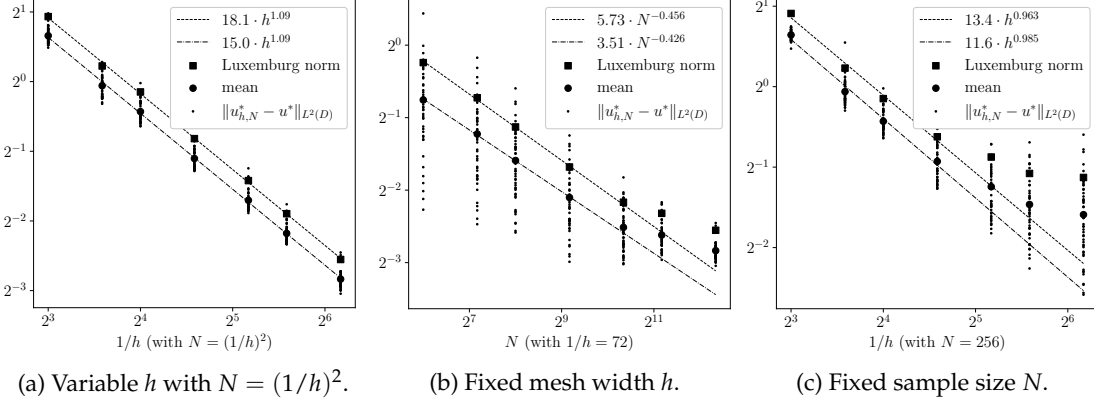 2^1
2^0
2^{-1}
2^{-2}
2^{-3}
18.1 · h^{1.09}
15.0 · h^{1.09}
Luxemburg norm
mean
‖u*_{h,N} − u*‖_{L²(D)}
2^3 2^4 2^5 2^6
1/h (with N = (1/h)²)
(a) Variable h with N = (1/h)².
2^0
2^{-1}
2^{-2}
2^{-3}
5.73 · N^{−0.456}
3.51 · N^{−0.426}
Luxemburg norm
mean
‖u*_{h,N} − u*‖_{L²(D)}
2^7 2^9 2^{11}
N (with 1/h = 72)
(b) Fixed mesh width h.
2^1
2^0
2^{-1}
2^{-2}
13.4 · h^{0.963}
11.6 · h^{0.985}
Luxemburg norm
mean
‖u*_{h,N} − u*‖_{L²(D)}
2^3 2^4 2^5 2^6
1/h (with N = 256)
(c) Fixed sample size N.